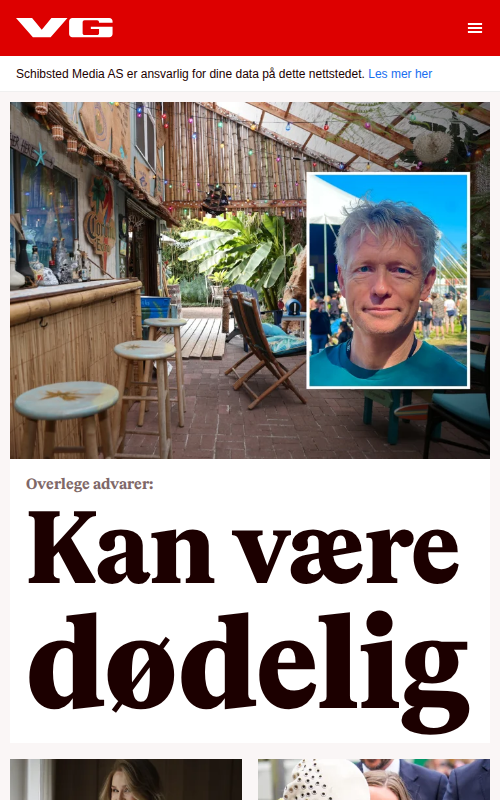 VG
Schibsted Media AS er ansvarlig for dine data på dette nettstedet. Les mer her
Overlege advarer:
Kan være
dødelig